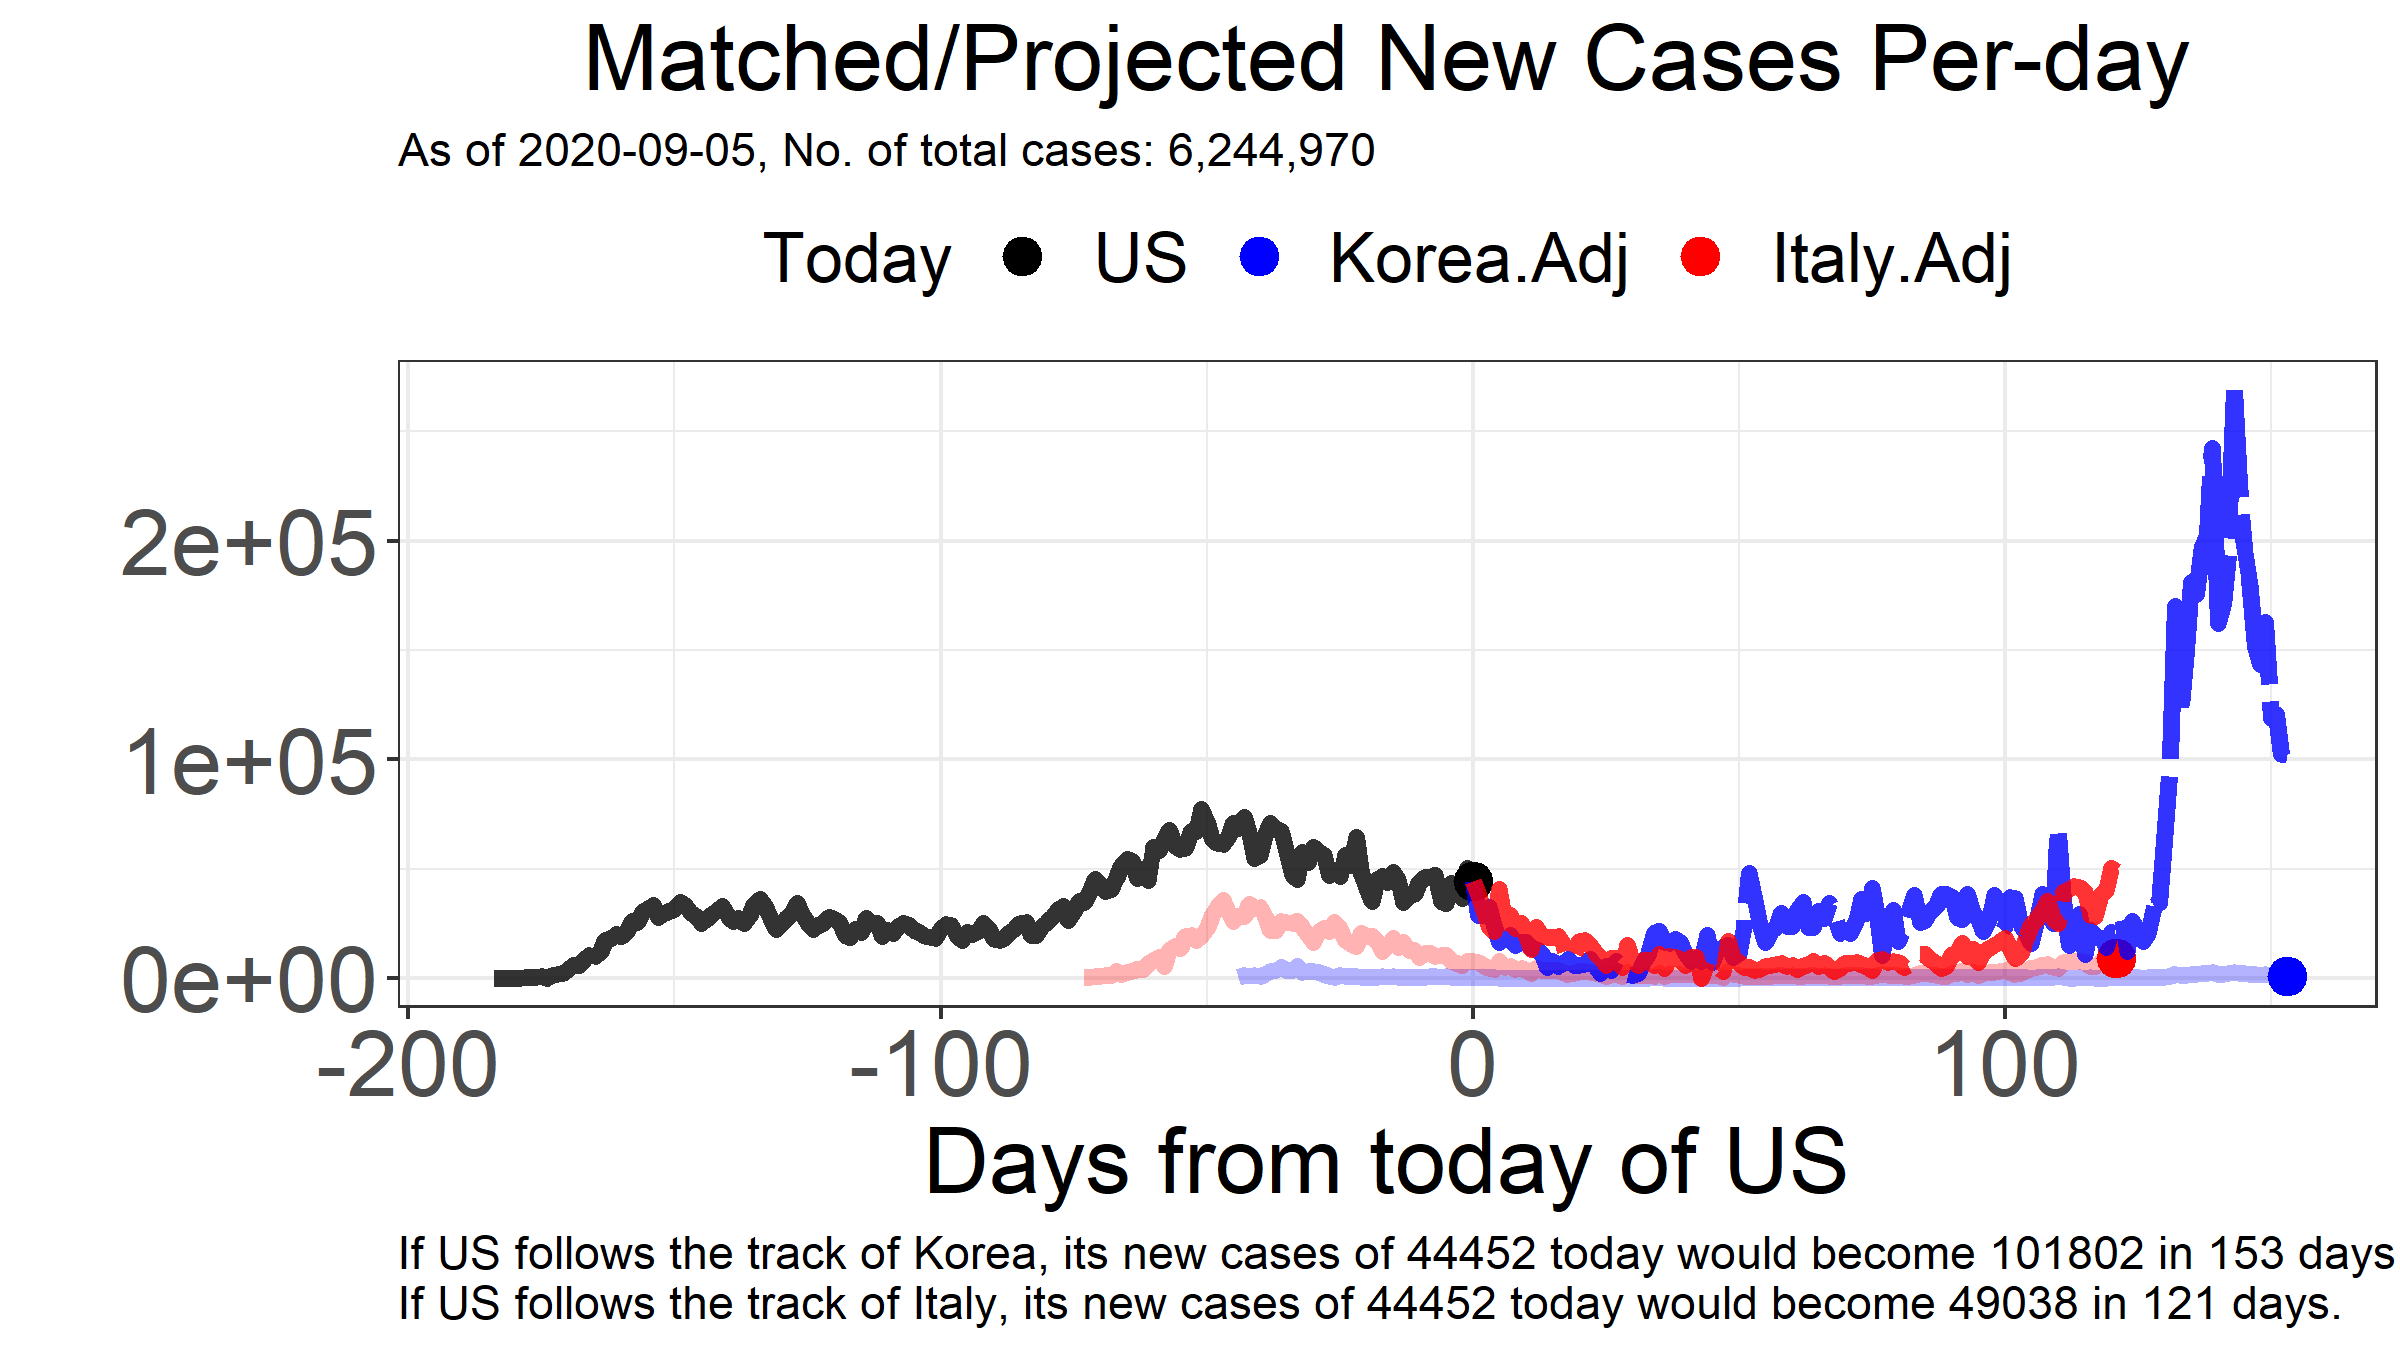 Matched/Projected New Cases Per-day
As of 2020-09-05, No. of total cases: 6,244,970
Today US Korea.Adj Italy.Adj
2e+05
1e+05
0e+00
-200 -100 0 100
Days from today of US
If US follows the track of Korea, its new cases of 44452 today would become 101802 in 153 days
If US follows the track of Italy, its new cases of 44452 today would become 49038 in 121 days.